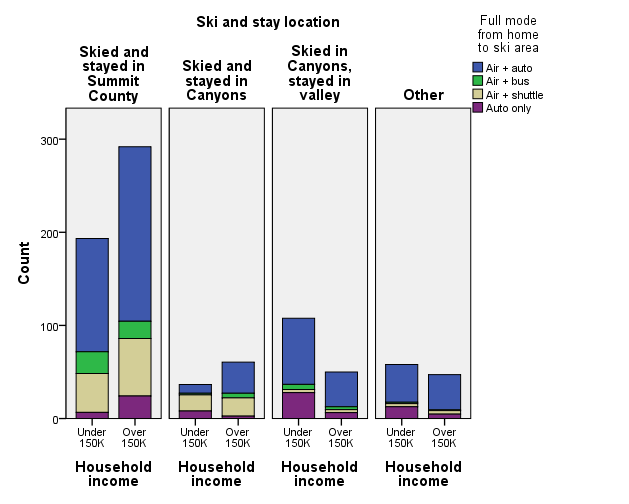 Ski and stay location
Full mode
from home
to ski area
Air + auto
Air + bus
Air + shuttle
Auto only
Skied and
stayed in
Summit
County
Skied and
stayed in
Canyons
Skied in
Canyons,
stayed in
valley
Other
Count
300
200
100
0
Under
150K
Over
150K
Under
150K
Over
150K
Under
150K
Over
150K
Under
150K
Over
150K
Household
income
Household
income
Household
income
Household
income